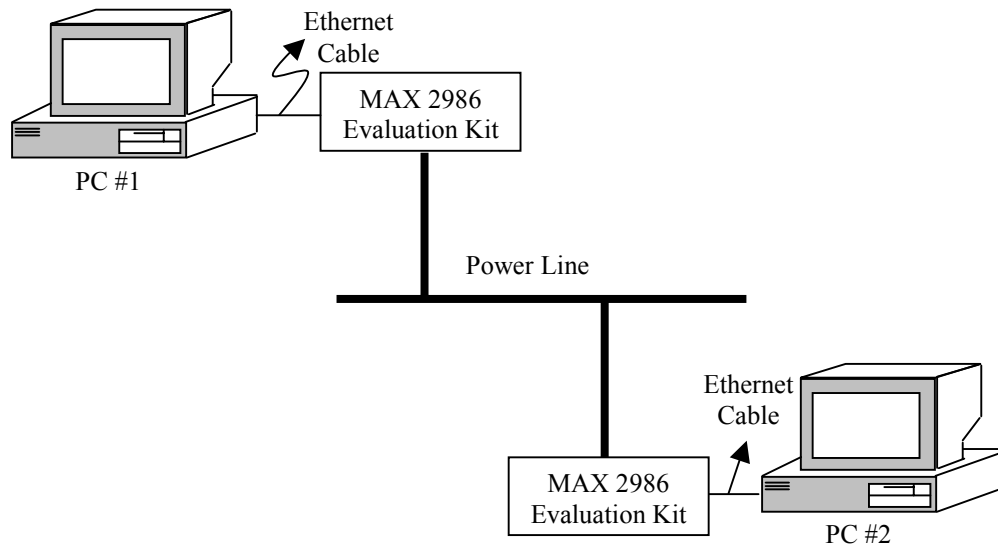 Ethernet
Cable
MAX 2986
Evaluation Kit
PC #1
Power Line
Ethernet
Cable
MAX 2986
Evaluation Kit
PC #2